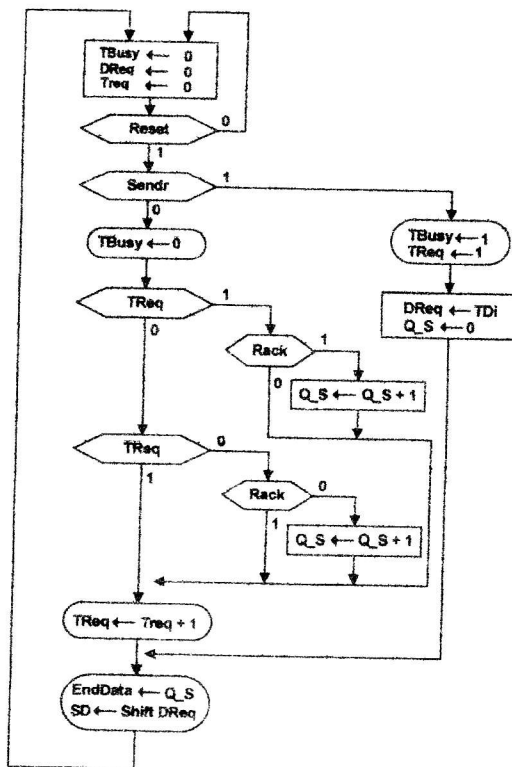 TBusy ← 0
DReq ← 0
Treq ← 0
Reset
0
1
Sendr
1
0
TBusy ← 0
TBusy ← 1
TReq ← 1
TReq
1
0
DReq ← TDi
Q_S ← 0
Rack
1
0
Q_S ← Q_S + 1
TReq
0
1
Rack
0
1
Q_S ← Q_S + 1
TReq ← Treq + 1
EndData ← Q_S
SD ← Shift DReq